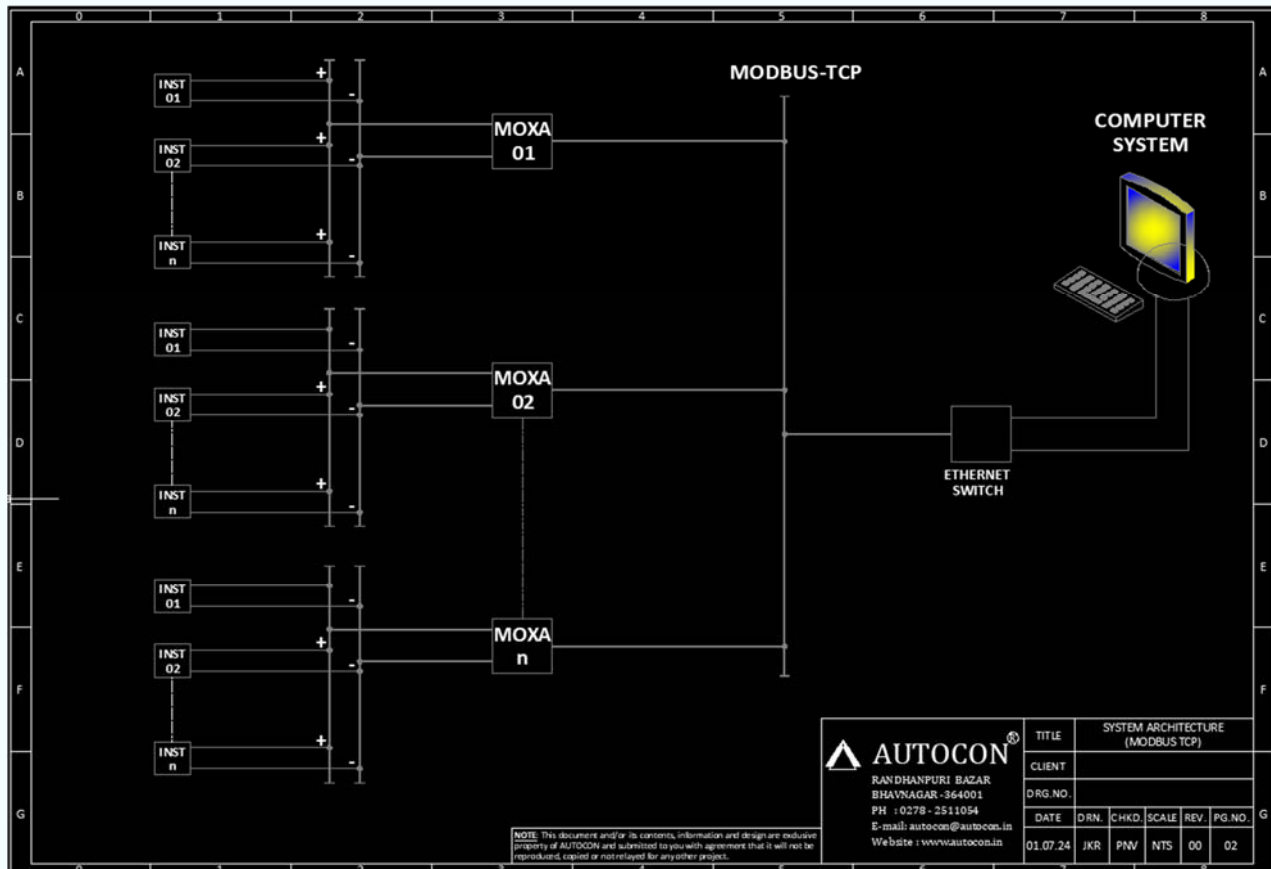 0 1 2 3 4 5 6 7 8
A A
MODBUS-TCP
COMPUTER
SYSTEM
INST
01
+
-
INST
02
+
-
MOXA
01
B B
INST
n
+
-
C C
INST
01
-
INST
02
+
-
MOXA
02
D D
INST
n
+
-
ETHERNET
SWITCH
E E
INST
01
-
INST
02
+
-
MOXA
n
F F
INST
n
+
-
G G
NOTE: This document and/or its contents, information and design are exclusive
property of AUTOCON and submitted to you with agreement that it will not be
reproduced, copied or not relayed for any other project.
AUTOCON®
RANDHANPURI BAZAR
BHAVNAGAR-364001
PH : 0278 - 2511054
E-mail: autocon@autocon.in
Website : www.autocon.in
TITLE SYSTEM ARCHITECTURE
(MODBUS TCP)
CLIENT
DRG.NO.
DATE DRN. CHKD. SCALE REV. PG.NO.
01.07.24 JKR PNV NTS 00 02